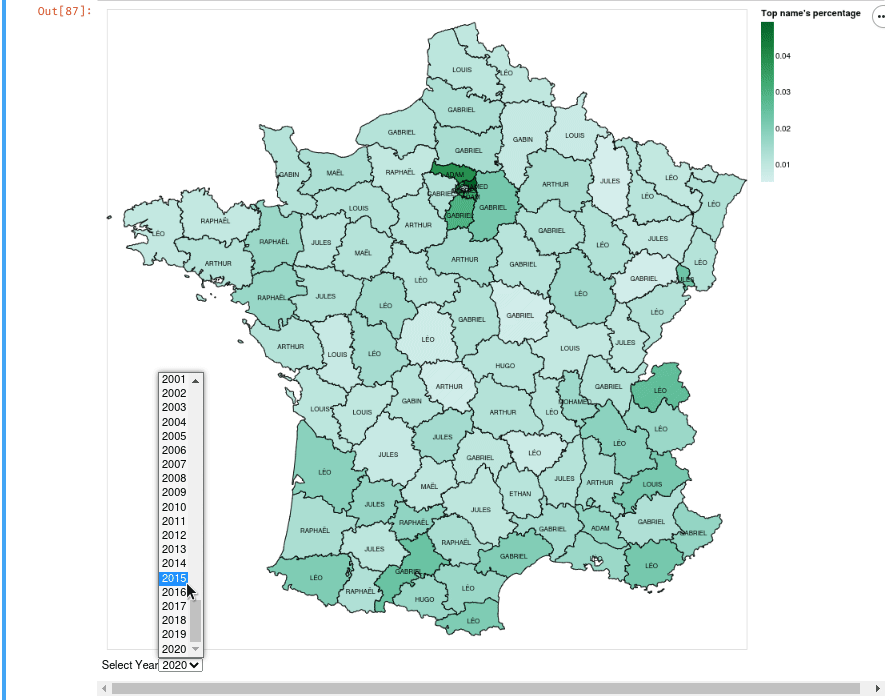 Out[87]:
Top name's percentage
0.04
0.03
0.02
0.01
LOUIS
LÉO
GABRIEL
GABRIEL
GABIN
LOUIS
GABRIEL
GABIN
MAËL
RAPHAËL
ADAM
ARTHUR
JULES
LÉO
LÉO
LÉO
GABRIEL
GABRIEL
GABRIEL
ADAM
LOUIS
LÉO
RAPHAËL
ARTHUR
RAPHAËL
JULES
MAËL
ARTHUR
GABRIEL
LÉO
JULES
LÉO
ARTHUR
GABRIEL
GABRIEL
JULES
RAPHAËL
JULES
LÉO
LÉO
LÉO
LÉO
GABRIEL
GABRIEL
ARTHUR
LOUIS
LÉO
LÉO
HUGO
LOUIS
JULES
LOUIS
LOUIS
GABIN
ARTHUR
ARTHUR
LÉO
MOHAMED
GABRIEL
LÉO
LÉO
JULES
JULES
GABRIEL
LÉO
LÉO
LÉO
MAËL
ETHAN
JULES
ARTHUR
LOUIS
JULES
RAPHAËL
JULES
RAPHAËL
JULES
RAPHAËL
GABRIEL
GABRIEL
ADAM
GABRIEL
GABRIEL
LÉO
LÉO
LÉO
RAPHAËL
GABRIEL
HUGO
LÉO
LÉO
2001
2002
2003
2004
2005
2006
2007
2008
2009
2010
2011
2012
2013
2014
2015
2016
2017
2018
2019
2020
Select Year 2020